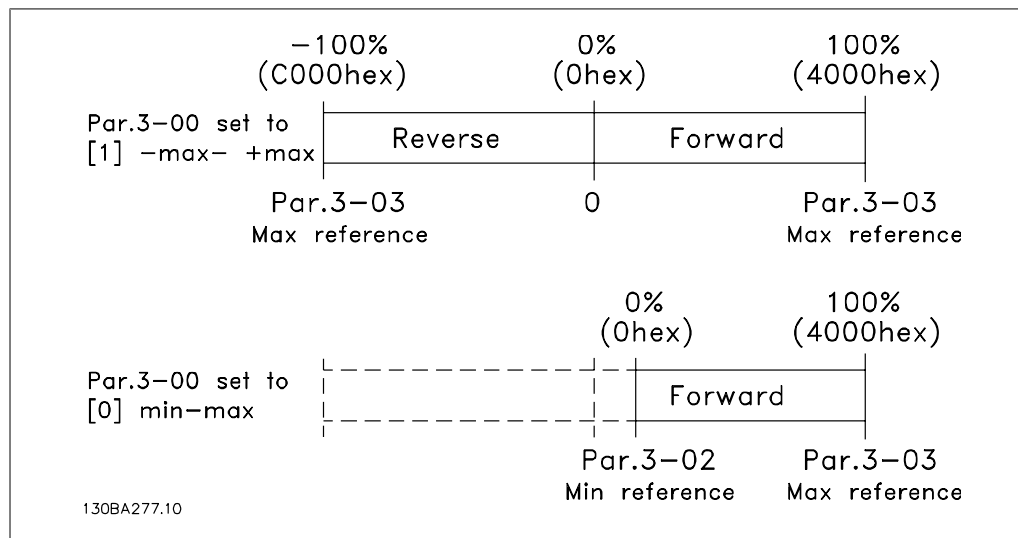 -100% 0% 100%
(C000hex) (0hex) (4000hex)
Par.3-00 set to
[1] -max- +max
Reverse Forward
Par.3-03 0 Par.3-03
Max reference Max reference
0% 100%
(0hex) (4000hex)
Par.3-00 set to
[0] min-max
Forward
Par.3-02 Par.3-03
Min reference Max reference
130BA277.10